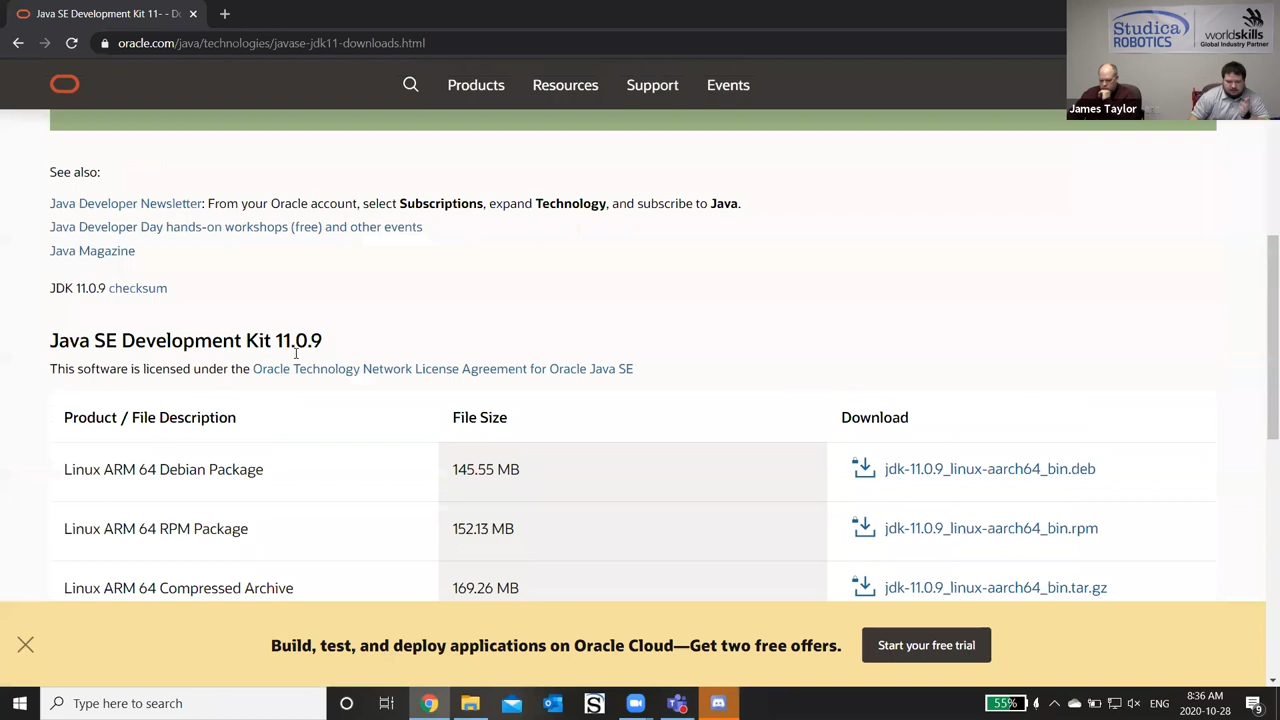 Java SE Development Kit 11- - Do
oracle.com/java/technologies/javase-jdk11-downloads.html
Studica
ROBOTICS
worldskills
Global Industry Partner
James Taylor
Products
Resources
Support
Events
See also:
Java Developer Newsletter: From your Oracle account, select Subscriptions, expand Technology, and subscribe to Java.
Java Developer Day hands-on workshops (free) and other events
Java Magazine
JDK 11.0.9 checksum
Java SE Development Kit 11.0.9
This software is licensed under the Oracle Technology Network License Agreement for Oracle Java SE
Product / File Description File Size Download
Linux ARM 64 Debian Package 145.55 MB jdk-11.0.9_linux-aarch64_bin.deb
Linux ARM 64 RPM Package 152.13 MB jdk-11.0.9_linux-aarch64_bin.rpm
Linux ARM 64 Compressed Archive 169.26 MB jdk-11.0.9_linux-aarch64_bin.tar.gz
Build, test, and deploy applications on Oracle Cloud—Get two free offers. Start your free trial
Type here to search
S
55%
ENG
8:36 AM
2020-10-28
9